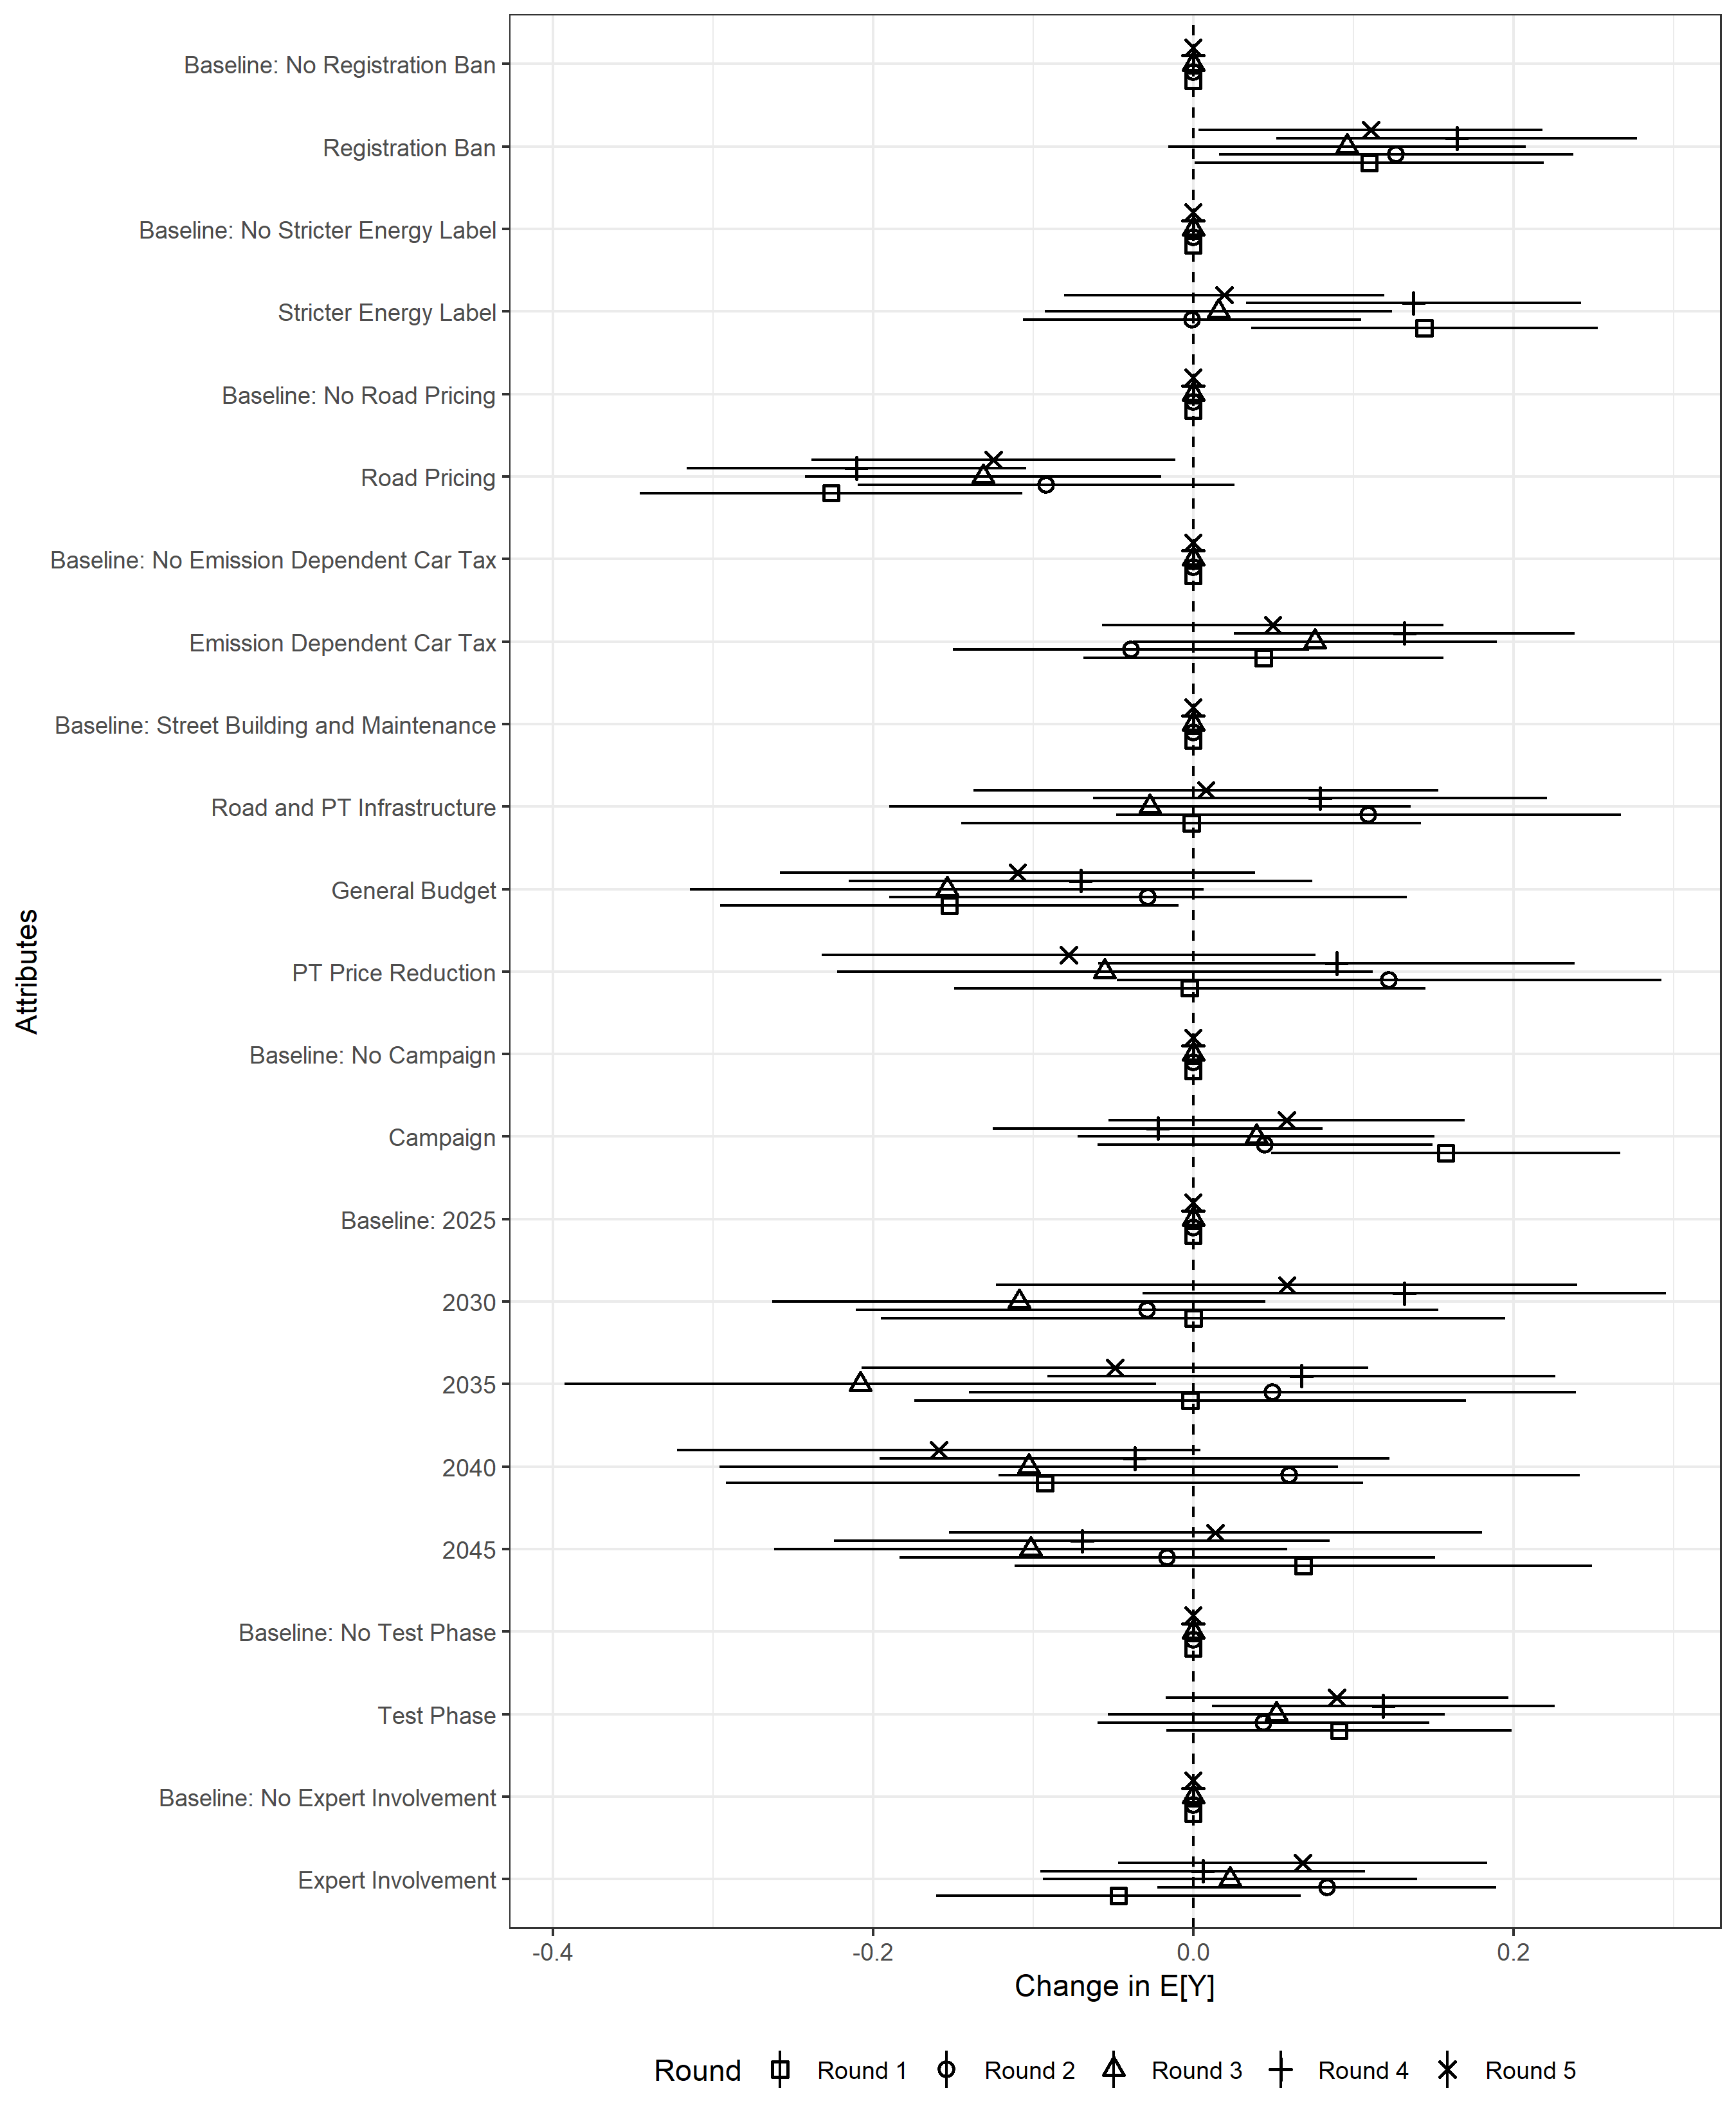 Baseline: No Registration Ban
Registration Ban
Baseline: No Stricter Energy Label
Stricter Energy Label
Baseline: No Road Pricing
Road Pricing
Baseline: No Emission Dependent Car Tax
Emission Dependent Car Tax
Baseline: Street Building and Maintenance
Road and PT Infrastructure
General Budget
PT Price Reduction
Baseline: No Campaign
Campaign
Baseline: 2025
2030
2035
2040
2045
Baseline: No Test Phase
Test Phase
Baseline: No Expert Involvement
Expert Involvement
Attributes
-0.4 -0.2 0.0 0.2
Change in E[Y]
Round Round 1 Round 2 Round 3 Round 4 Round 5